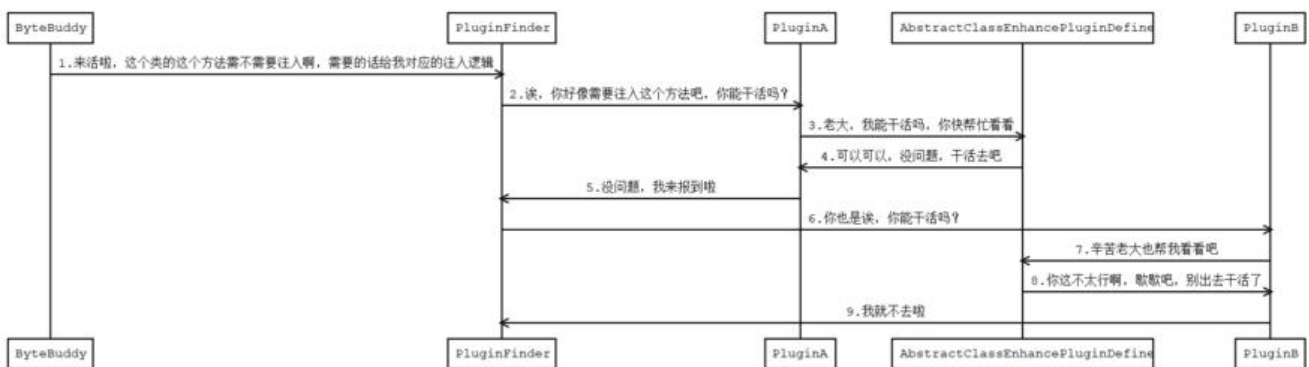 ByteBuddy
PluginFinder
PluginA
AbstractClassEnhancePluginDefine
PluginB
1.来活啦，这个类的这个方法需不需要注入啊，需要的话给我对应的注入逻辑
2.诶，你好像需要注入这个方法吧，你能干活吗？
3.老大，我能干活吗，你快帮忙看看
4.可以可以，没问题，干活去吧
5.没问题，我来报到啦
6.你也是诶，你能干活吗？
7.辛苦老大也帮我看看吧
8.你这不太行啊，歇歇吧，别出去干活了
9.我就不去啦
ByteBuddy
PluginFinder
PluginA
AbstractClassEnhancePluginDefine
PluginB